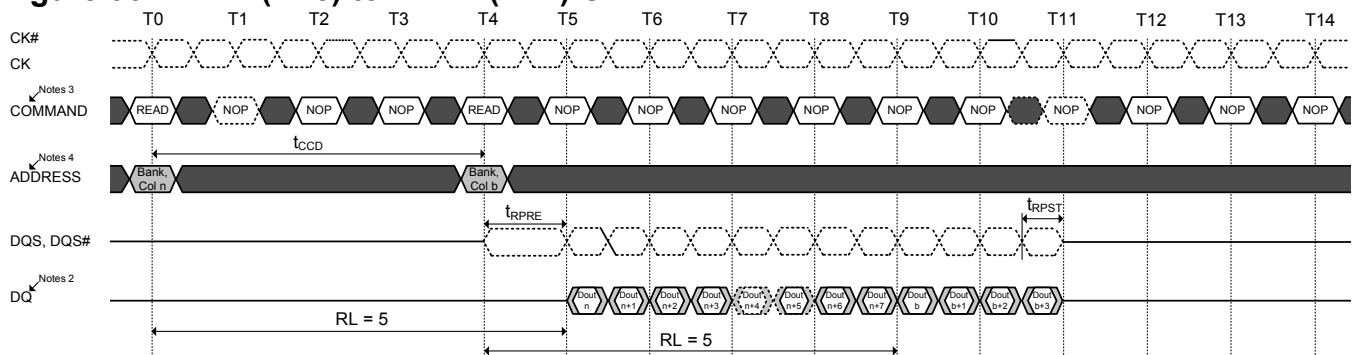 T0 T1 T2 T3 T4 T5 T6 T7 T8 T9 T10 T11 T12 T13 T14
CK#
CK
Notes 3
COMMAND READ NOP NOP NOP READ NOP NOP NOP NOP NOP NOP NOP NOP NOP NOP
tCCD
Notes 4
ADDRESS Bank, Col n Bank, Col b
tRPRE tRPST
DQS, DQS#
Notes 2
DQ Dout n Dout n+1 Dout n+2 Dout n+3 Dout n+4 Dout n+5 Dout n+6 Dout n+7 Dout b Dout b+1 Dout b+2 Dout b+3
RL = 5
RL = 5